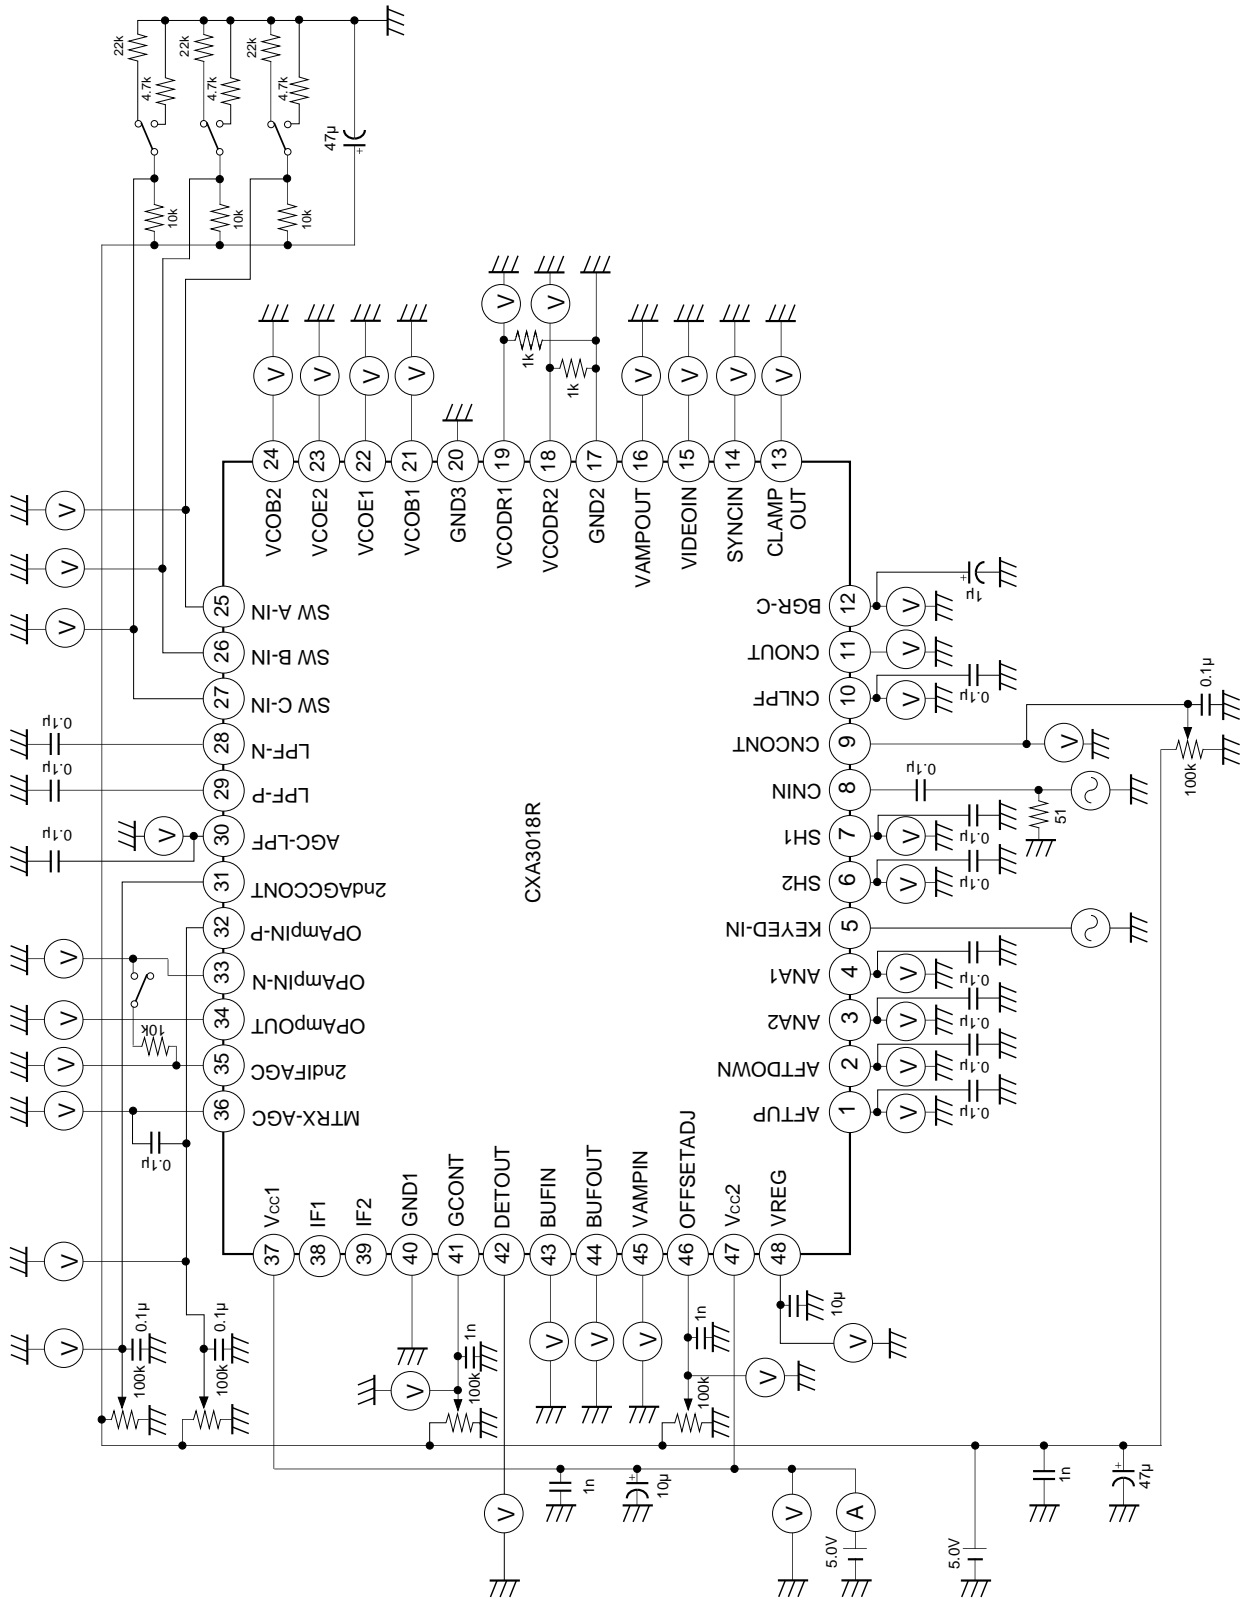 22k
4.7k
22k
4.7k
22k
4.7k
10k
10k
10k
47µ
+
V
V
V
V
V
V
1k
1k
V
V
V
V
24
23
22
21
20
19
18
17
16
15
14
13
VCOB2
VCOE2
VCOE1
VCOB1
GND3
VCODR1
VCODR2
GND2
VAMPOUT
VIDEOIN
SYNCIN
CLAMP
OUT
V
V
V
0.1µ
0.1µ
0.1µ
V
V
V
V
V
10k
0.1µ
V
V
25
26
27
28
29
30
31
32
33
34
35
36
SW A-IN
SW B-IN
SW C-IN
LPF-N
LPF-P
AGC-LPF
2ndAGCCONT
OPAmpIN-P
OPAmpIN-N
OPAmpOUT
2ndIFAGC
MTRX-AGC
CXA3018R
BGR-C
CNOUT
CNLPF
CNCONT
CNIN
SH1
SH2
KEYED-IN
ANA1
ANA2
AFTDOWN
AFTUP
12
11
10
9
8
7
6
5
4
3
2
1
V
+
1µ
V
V
0.1µ
V
0.1µ
100k
0.1µ
51
V
0.1µ
V
0.1µ
V
0.1µ
V
0.1µ
V
0.1µ
V
0.1µ
Vcc1
IF1
IF2
GND1
GCONT
DETOUT
BUFIN
BUFOUT
VAMPIN
OFFSETADJ
Vcc2
VREG
37
38
39
40
41
42
43
44
45
46
47
48
0.1µ
100k
0.1µ
100k
V
1n
100k
V
V
V
1n
100k
V
10µ
V
V
1n
+
10µ
V
A
5.0V
5.0V
1n
+
47µ